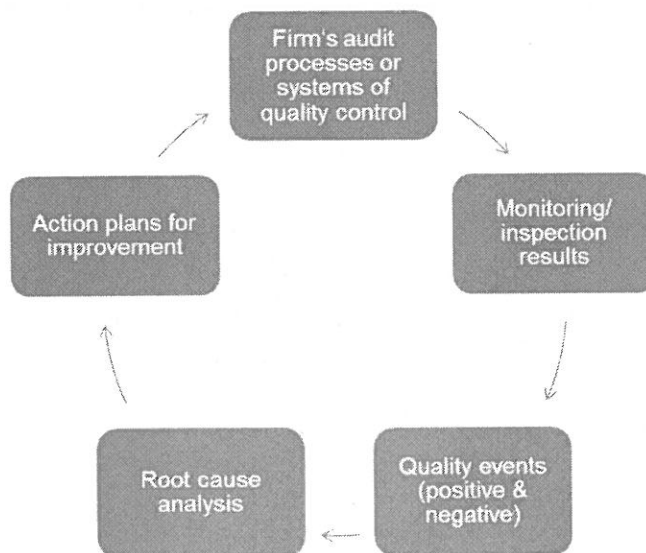 Firm's audit
processes or
systems of
quality control
Monitoring/
inspection
results
Quality events
(positive &
negative)
Root cause
analysis
Action plans for
improvement